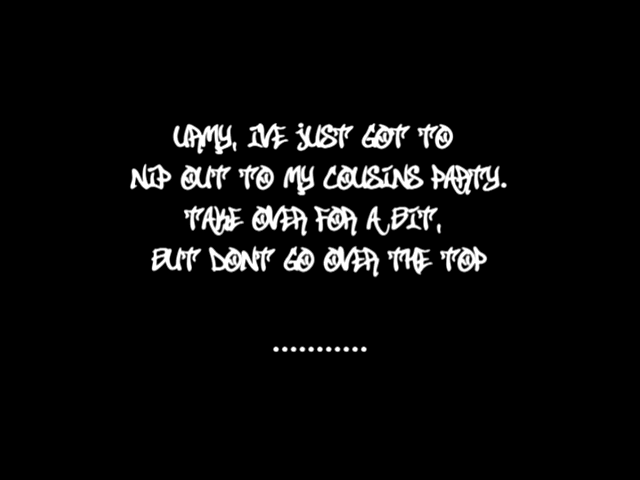 URMY, IVE JUST GOT TO
NIP OUT TO MY COUSINS PARTY.
TAKE OVER FOR A BIT,
BUT DONT GO OVER THE TOP
...........